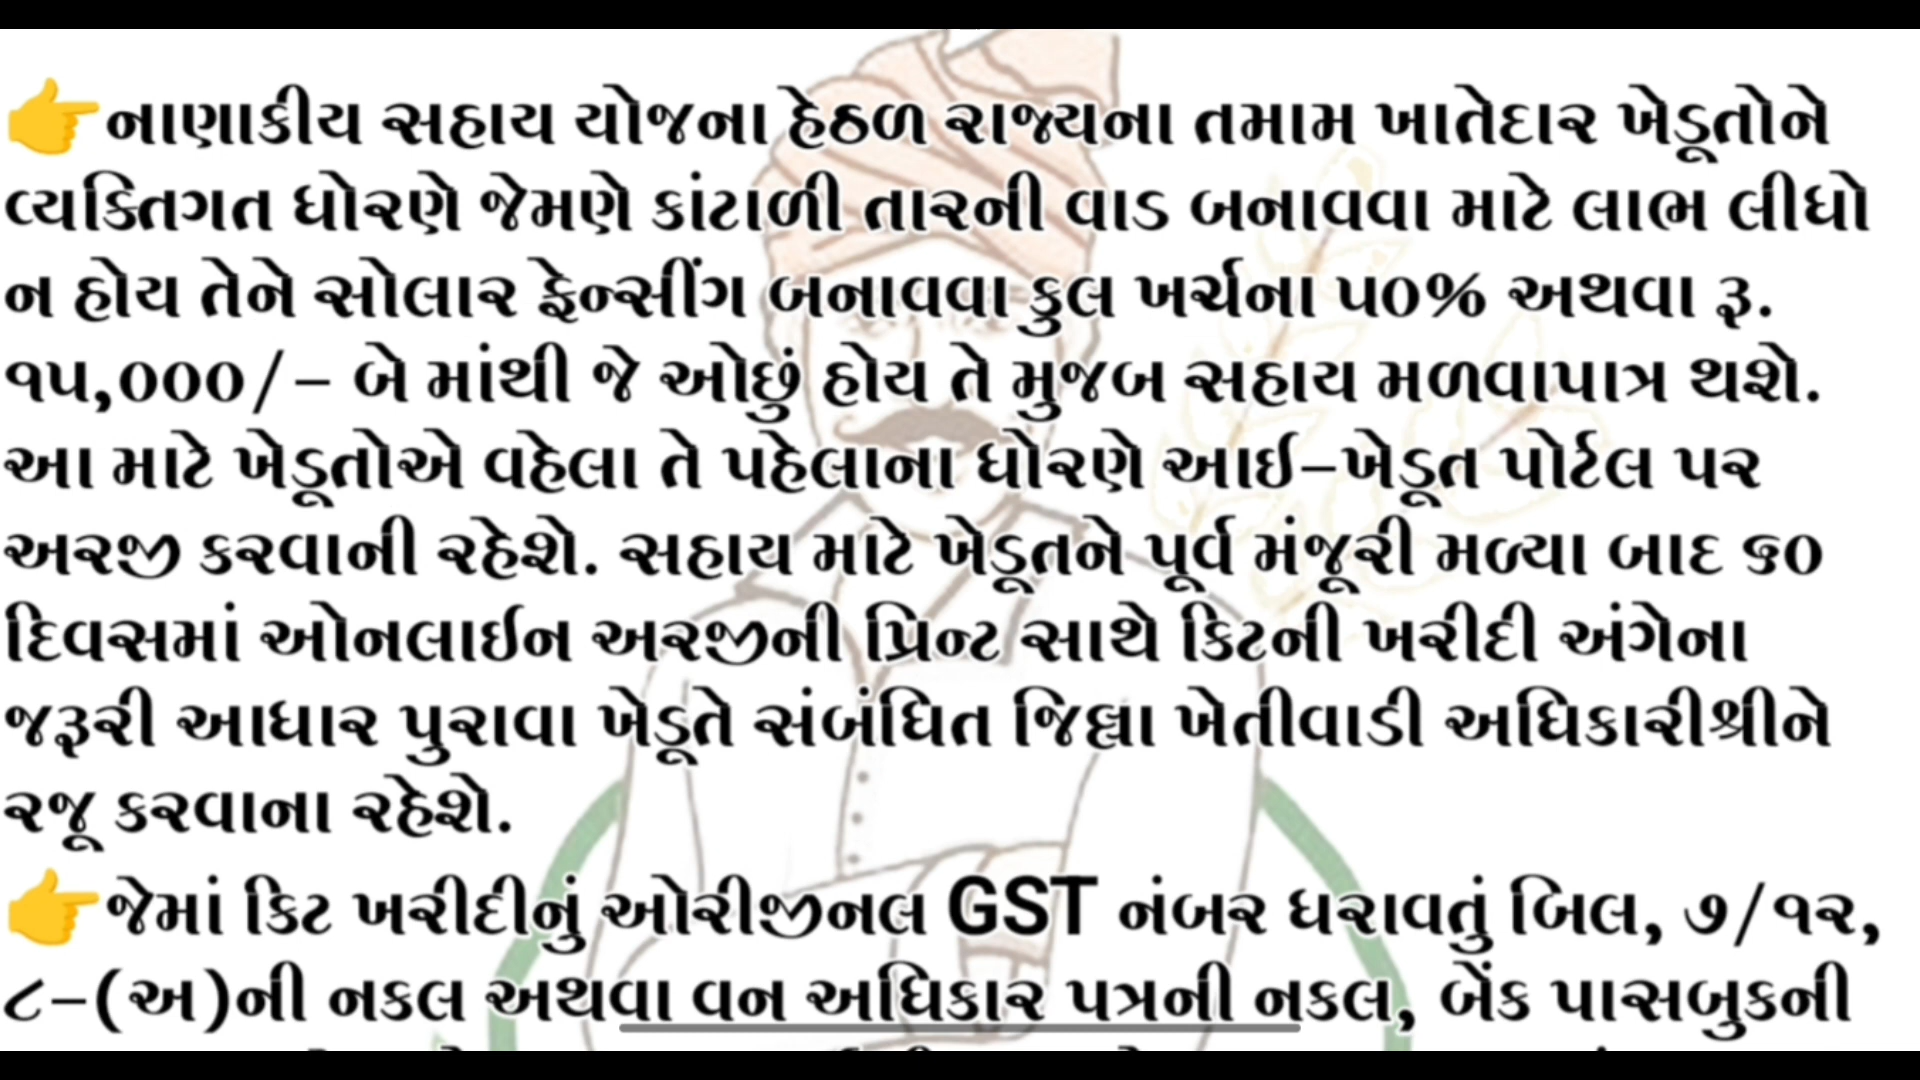 👉નાણાકીય સહાય યોજના હેઠળ રાજ્યના તમામ ખાતેદાર ખેડૂતોને
વ્યક્તિગત ધોરણે જેમણે કાંટાળી તારની વાડ બનાવવા માટે લાભ લીધો
ન હોય તેને સોલાર ફેન્સીંગ બનાવવા કુલ ખર્ચના ૫૦% અથવા રૂ.
૧૫,૦૦૦/- બે માંથી જે ઓછું હોય તે મુજબ સહાય મળવાપાત્ર થશે.
આ માટે ખેડૂતોએ વહેલા તે પહેલાના ધોરણે આઇ-ખેડૂત પોર્ટલ પર
અરજી કરવાની રહેશે. સહાય માટે ખેડૂતને પૂર્વ મંજૂરી મળ્યા બાદ ૬૦
દિવસમાં ઓનલાઈન અરજીની પ્રિન્ટ સાથે કિટની ખરીદી અંગેના
જરૂરી આધાર પુરાવા ખેડૂતે સંબંધિત જિલ્લા ખેતીવાડી અધિકારીશ્રીને
રજૂ કરવાના રહેશે.
👉જેમાં કિટ ખરીદીનું ઓરીજીનલ GST નંબર ધરાવતું બિલ, ૭/૧૨,
૮-(અ)ની નકલ અથવા વન અધિકાર પત્રની નકલ, બેંક પાસબુકની